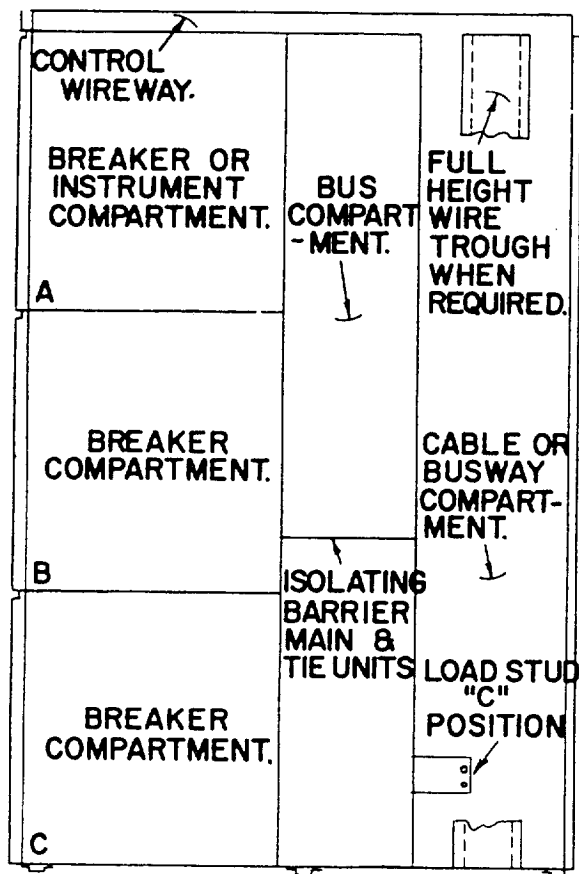 CONTROL
WIREWAY.
BREAKER OR
INSTRUMENT
COMPARTMENT.
A
BUS
COMPART
-MENT.
FULL
HEIGHT
WIRE
TROUGH
WHEN
REQUIRED.
BREAKER
COMPARTMENT.
B
CABLE OR
BUSWAY
COMPART-
MENT.
ISOLATING
BARRIER
MAIN &
TIE UNITS
LOAD STUD
"C"
POSITION
BREAKER
COMPARTMENT.
C